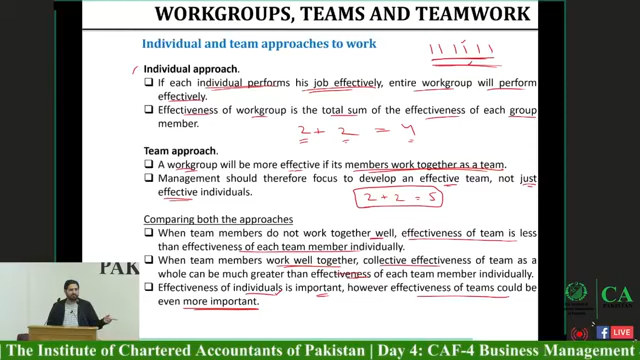 WORKGROUPS, TEAMS AND TEAMWORK
Individual and team approaches to work
Individual approach.
If each individual performs his job effectively, entire workgroup will perform
effectively.
Effectiveness of workgroup is the total sum of the effectiveness of each group
member.
2 + 2 = 4
Team approach.
A workgroup will be more effective if its members work together as a team.
Management should therefore focus to develop an effective team, not just
effective individuals.
2 + 2 = 5
Comparing both the approaches
When team members do not work together well, effectiveness of team is less
than effectiveness of each team member individually.
When team members work well together, collective effectiveness of team as a
whole can be much greater than effectiveness of each team member individually.
Effectiveness of individuals is important, however effectiveness of teams could be
even more important.
CA
PAK
PAKISTAN
f LIVE
| The Institute of Chartered Accountants of Pakistan | Day 4: CAF-4 Business Management